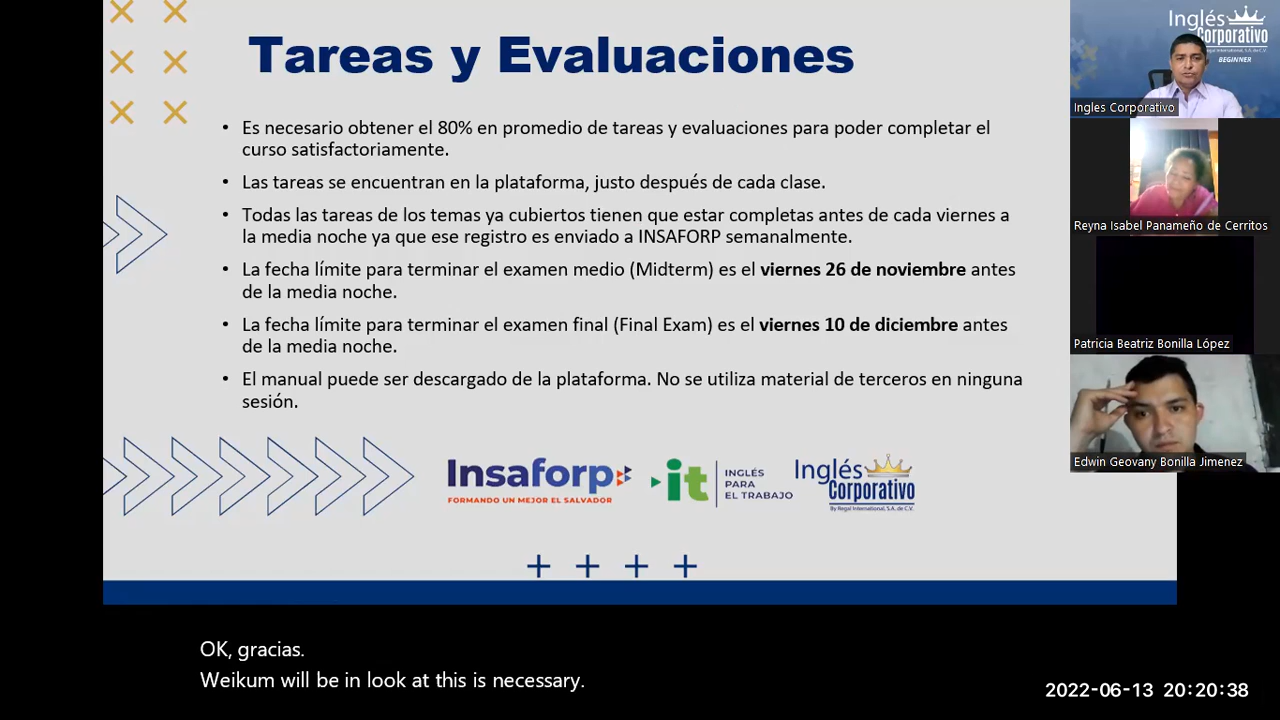 Tareas y Evaluaciones
• Es necesario obtener el 80% en promedio de tareas y evaluaciones para poder completar el
curso satisfactoriamente.
• Las tareas se encuentran en la plataforma, justo después de cada clase.
• Todas las tareas de los temas ya cubiertos tienen que estar completas antes de cada viernes a
la media noche ya que ese registro es enviado a INSAFORP semanalmente.
• La fecha límite para terminar el examen medio (Midterm) es el viernes 26 de noviembre antes
de la media noche.
• La fecha límite para terminar el examen final (Final Exam) es el viernes 10 de diciembre antes
de la media noche.
• El manual puede ser descargado de la plataforma. No se utiliza material de terceros en ninguna
sesión.
Insaforp
FORMANDO UN MEJOR EL SALVADOR
it
INGLÉS
PARA
EL TRABAJO
Inglés
Corporativo
By Regal International, S.A. de C.V.
Inglés
Corporativo
By Regal International, S.A. de C.V.
BEGINNER
Ingles Corporativo
Reyna Isabel Panameño de Cerritos
Patricia Beatriz Bonilla López
Edwin Geovany Bonilla Jimenez
OK, gracias.
Weikum will be in look at this is necessary.
2022-06-13 20:20:38